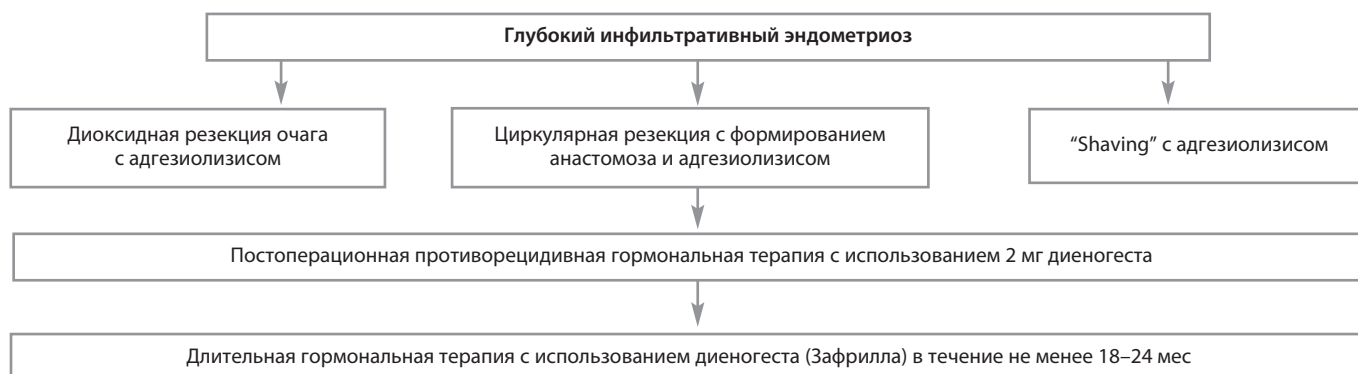 Глубокий инфильтративный эндометриоз
Диоксидная резекция очага
с адгезиолизисом
Циркулярная резекция с формированием
анастомоза и адгезиолизисом
“Shaving” с адгезиолизисом
Постоперационная противорецидивная гормональная терапия с использованием 2 мг диеногеста
Длительная гормональная терапия с использованием диеногеста (Зафрилла) в течение не менее 18–24 мес